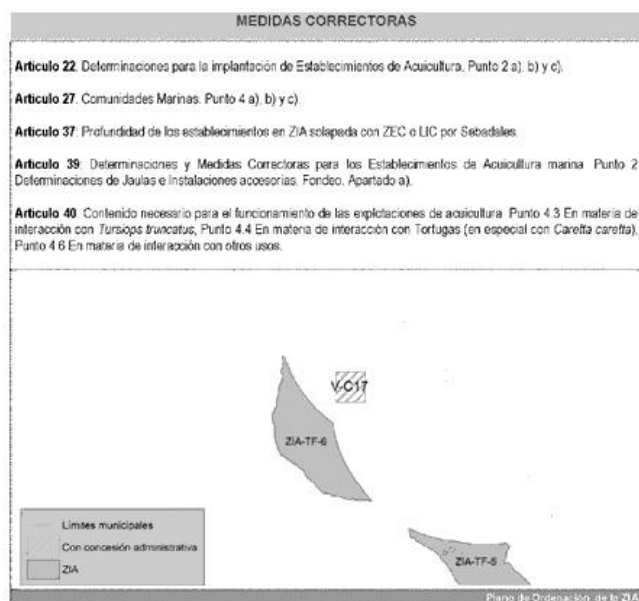 MEDIDAS CORRECTORAS
Artículo 22. Determinaciones para la implantación de Establecimientos de Acuicultura. Punto 2 a), b) y c).
Artículo 27. Comunidades Marinas. Punto 4 a), b) y c)
Artículo 37: Profundidad de los establecimientos en ZIA solapada con ZEC o LIC por Sebadales.
Artículo 39: Determinaciones y Medidas Correctoras para los Establecimientos de Acuicultura marina Punto 2
Determinaciones de Jaulas e Instalaciones accesorias. Fondeo. Apartado a).
Artículo 40. Contenido necesario para el funcionamiento de las explotaciones de acuicultura Punto 4.3 En materia de
interacción con Tursiops truncatus, Punto 4.4 En materia de interacción con Tortugas (en especial con Caretta caretta),
Punto 4.6 En materia de interacción con otros usos.
V-C17
ZIA-TF-6
ZIA-TF-5
Límites municipales
Con concesión administrativa
ZIA
Plano de Ordenación de la ZIA